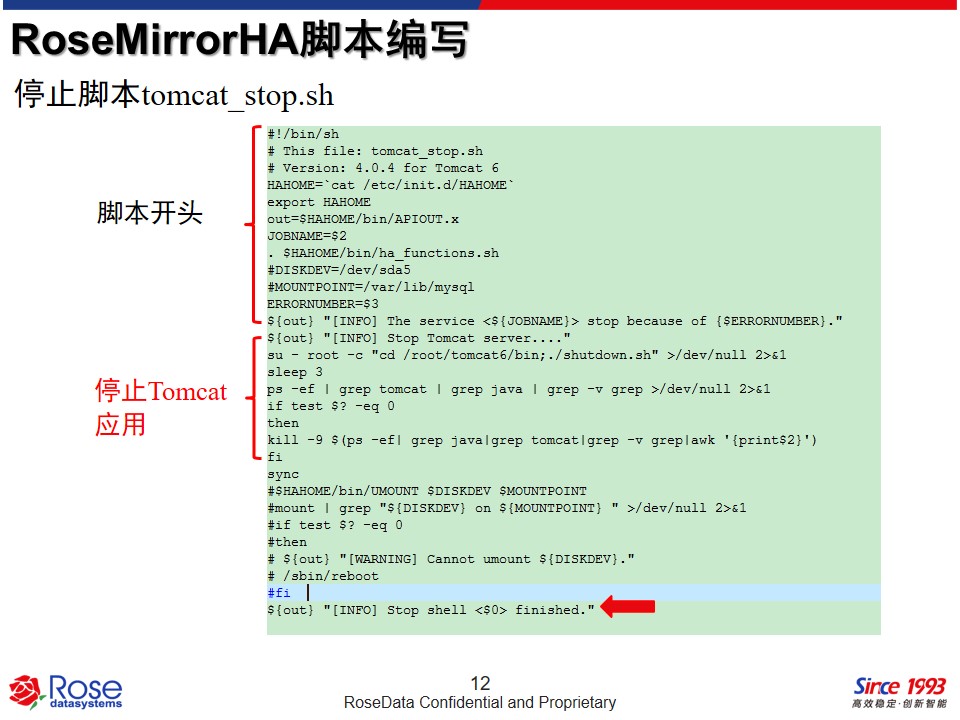 RoseMirrorHA脚本编写
停止脚本tomcat_stop.sh
脚本开头
#!/bin/sh
# This file: tomcat_stop.sh
# Version: 4.0.4 for Tomcat 6
HAHOME=`cat /etc/init.d/HAHOME`
export HAHOME
out=$HAHOME/bin/APIOUT.x
JOBNAME=$2
. $HAHOME/bin/ha_functions.sh
#DISKDEV=/dev/sda5
#MOUNTPOINT=/var/lib/mysql
ERRORNUMBER=$3
${out} "[INFO] The service <${JOBNAME}> stop because of {$ERRORNUMBER}."
停止Tomcat
应用
${out} "[INFO] Stop Tomcat server...."
su - root -c "cd /root/tomcat6/bin;./shutdown.sh" >/dev/null 2>&1
sleep 3
ps -ef | grep tomcat | grep java | grep -v grep >/dev/null 2>&1
if test $? -eq 0
then
kill -9 $(ps -ef| grep java|grep tomcat|grep -v grep|awk '{print$2}')
fi
sync
#$HAHOME/bin/UMOUNT $DISKDEV $MOUNTPOINT
#mount | grep "${DISKDEV} on ${MOUNTPOINT} " >/dev/null 2>&1
#if test $? -eq 0
#then
# ${out} "[WARNING] Cannot umount ${DISKDEV}."
# /sbin/reboot
#fi
${out} "[INFO] Stop shell <$0> finished."
Rose
datasystems
12
RoseData Confidential and Proprietary
Since 1993
高效稳定·创新智能